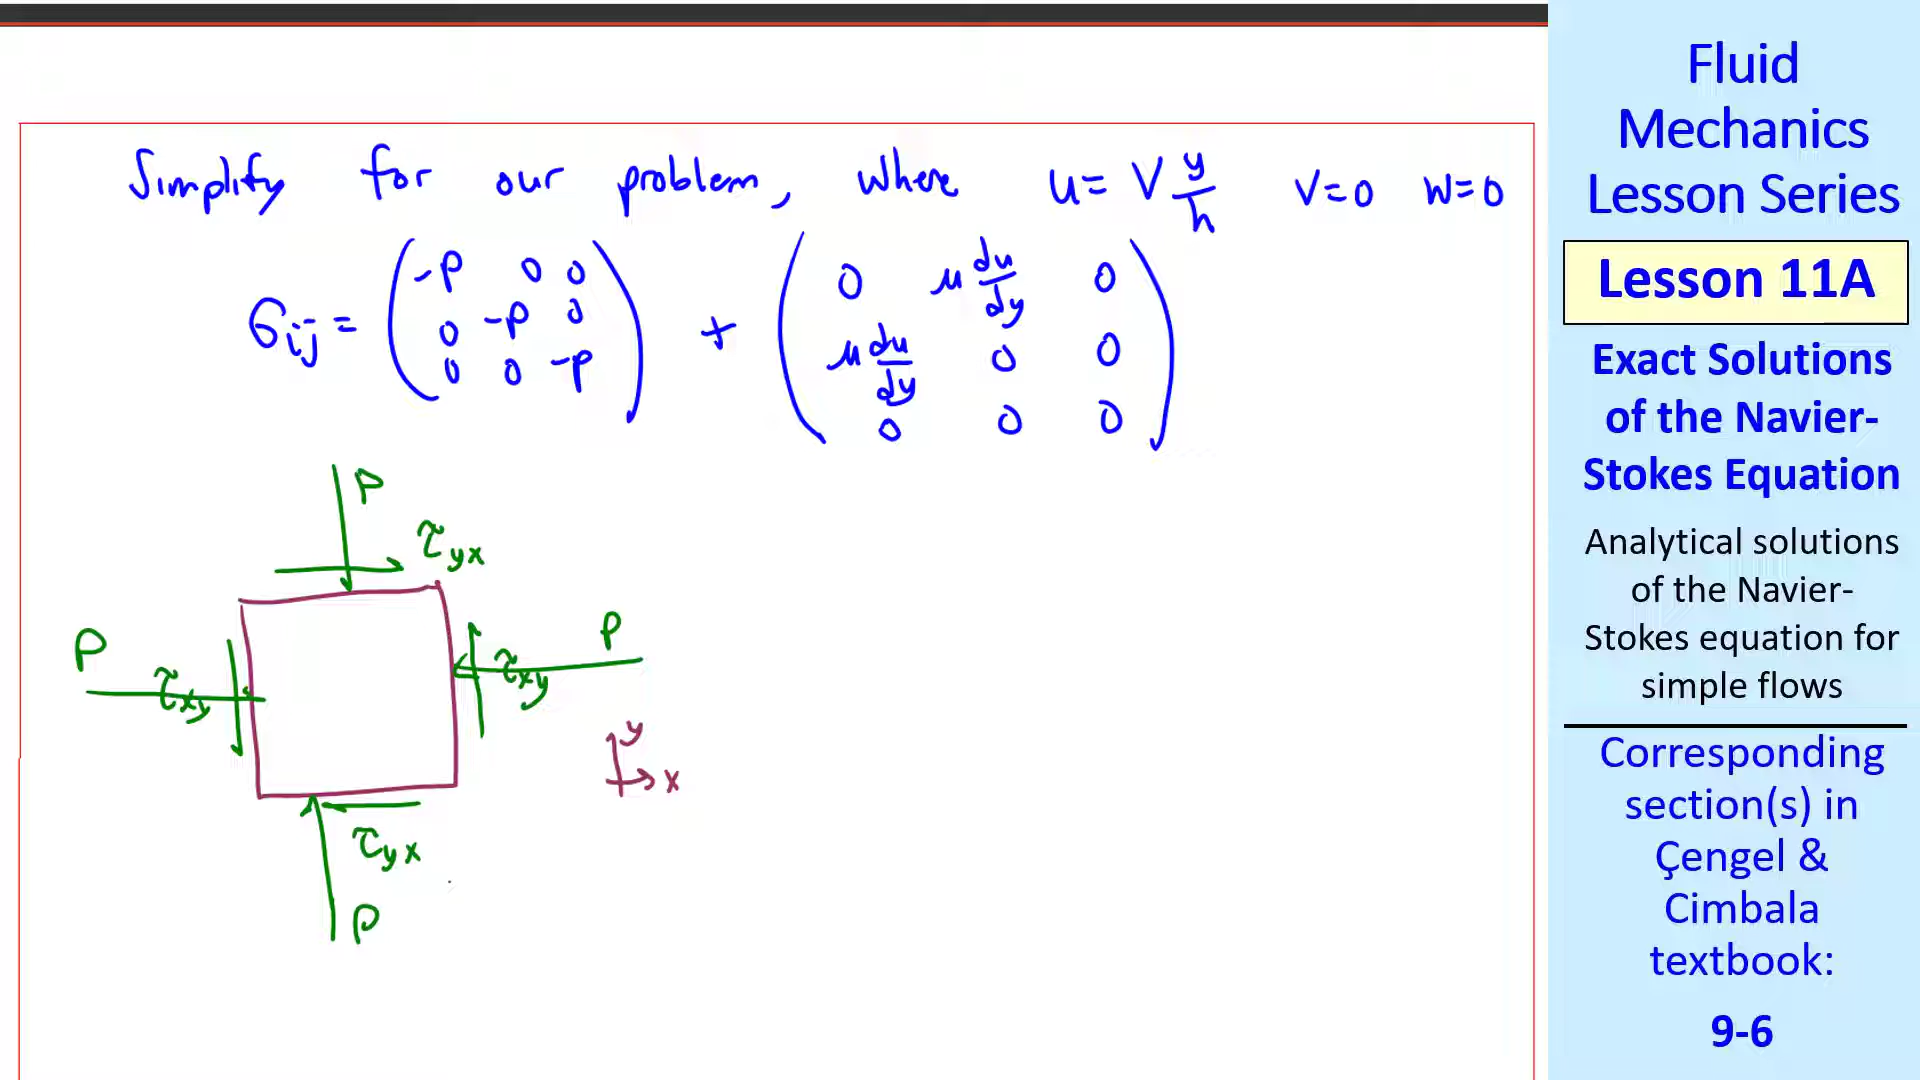 Simplify for our problem, where u = V y/h V=0 W=0
σij = ( -P 0 0 ) + ( 0 μ du/dy 0 )
( 0 -P 0 ) ( μ du/dy 0 0 )
( 0 0 -P ) ( 0 0 0 )
P
τyx
P
τxy
τxy
P
y
x
τyx
P
Fluid
Mechanics
Lesson Series
Lesson 11A
Exact Solutions
of the Navier-
Stokes Equation
Analytical solutions
of the Navier-
Stokes equation for
simple flows
Corresponding
section(s) in
Çengel &
Cimbala
textbook:
9-6